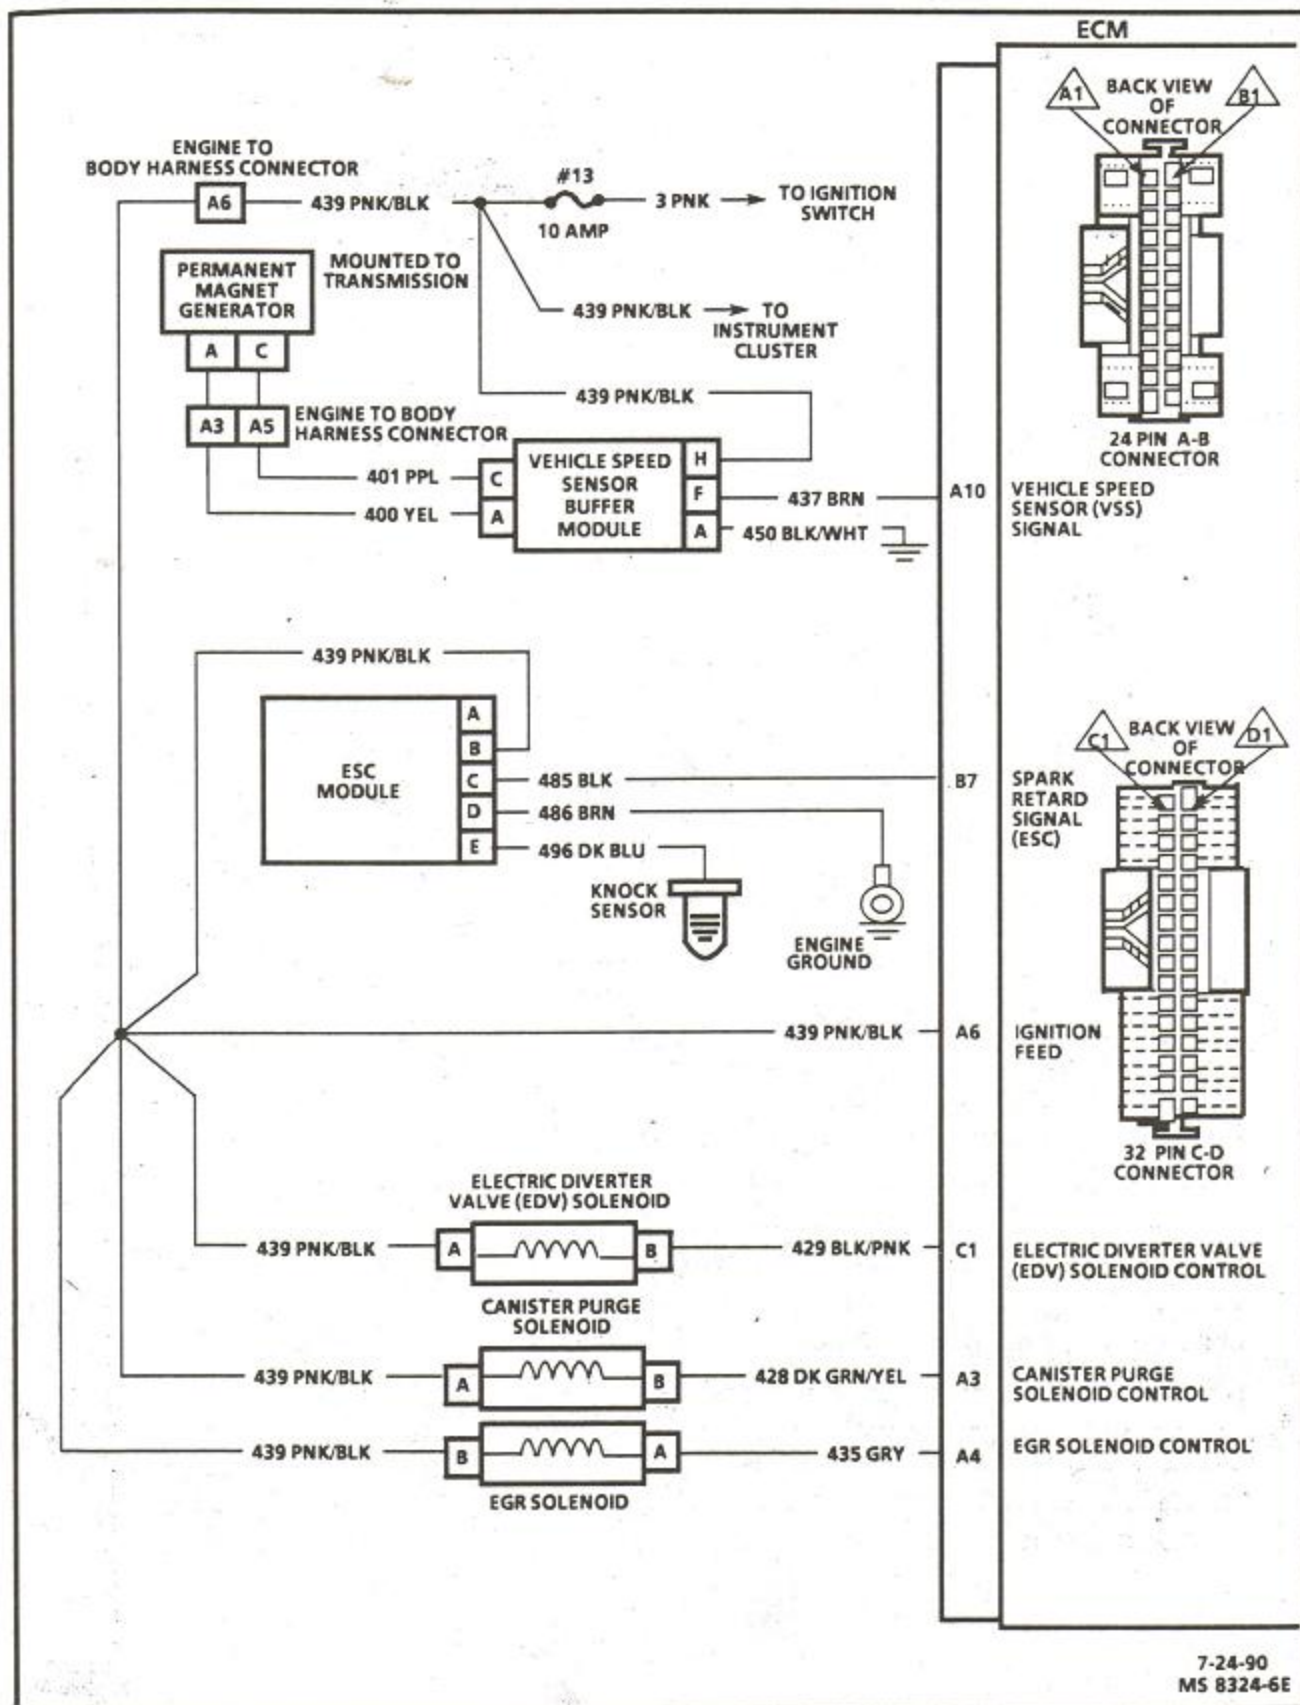 ECM
A1
BACK VIEW
OF
CONNECTOR
B1
ENGINE TO
BODY HARNESS CONNECTOR
A6
439 PNK/BLK
#13
10 AMP
3 PNK
TO IGNITION
SWITCH
PERMANENT
MAGNET
GENERATOR
MOUNTED TO
TRANSMISSION
439 PNK/BLK
TO
INSTRUMENT
CLUSTER
A
C
439 PNK/BLK
A3
A5
ENGINE TO BODY
HARNESS CONNECTOR
24 PIN A-B
CONNECTOR
401 PPL
400 YEL
C
A
VEHICLE SPEED
SENSOR
BUFFER
MODULE
H
F
A
437 BRN
450 BLK/WHT
A10
VEHICLE SPEED
SENSOR (VSS)
SIGNAL
439 PNK/BLK
ESC
MODULE
A
B
C
D
E
485 BLK
486 BRN
496 DK BLU
KNOCK
SENSOR
ENGINE
GROUND
B7
SPARK
RETARD
SIGNAL
(ESC)
C1
BACK VIEW
OF
CONNECTOR
D1
439 PNK/BLK
A6
IGNITION
FEED
32 PIN C-D
CONNECTOR
ELECTRIC DIVERTER
VALVE (EDV) SOLENOID
439 PNK/BLK
A
B
429 BLK/PNK
C1
ELECTRIC DIVERTER VALVE
(EDV) SOLENOID CONTROL
CANISTER PURGE
SOLENOID
439 PNK/BLK
A
B
428 DK GRN/YEL
A3
CANISTER PURGE
SOLENOID CONTROL
439 PNK/BLK
B
A
435 GRY
A4
EGR SOLENOID CONTROL
EGR SOLENOID
7-24-90
MS 8324-6E